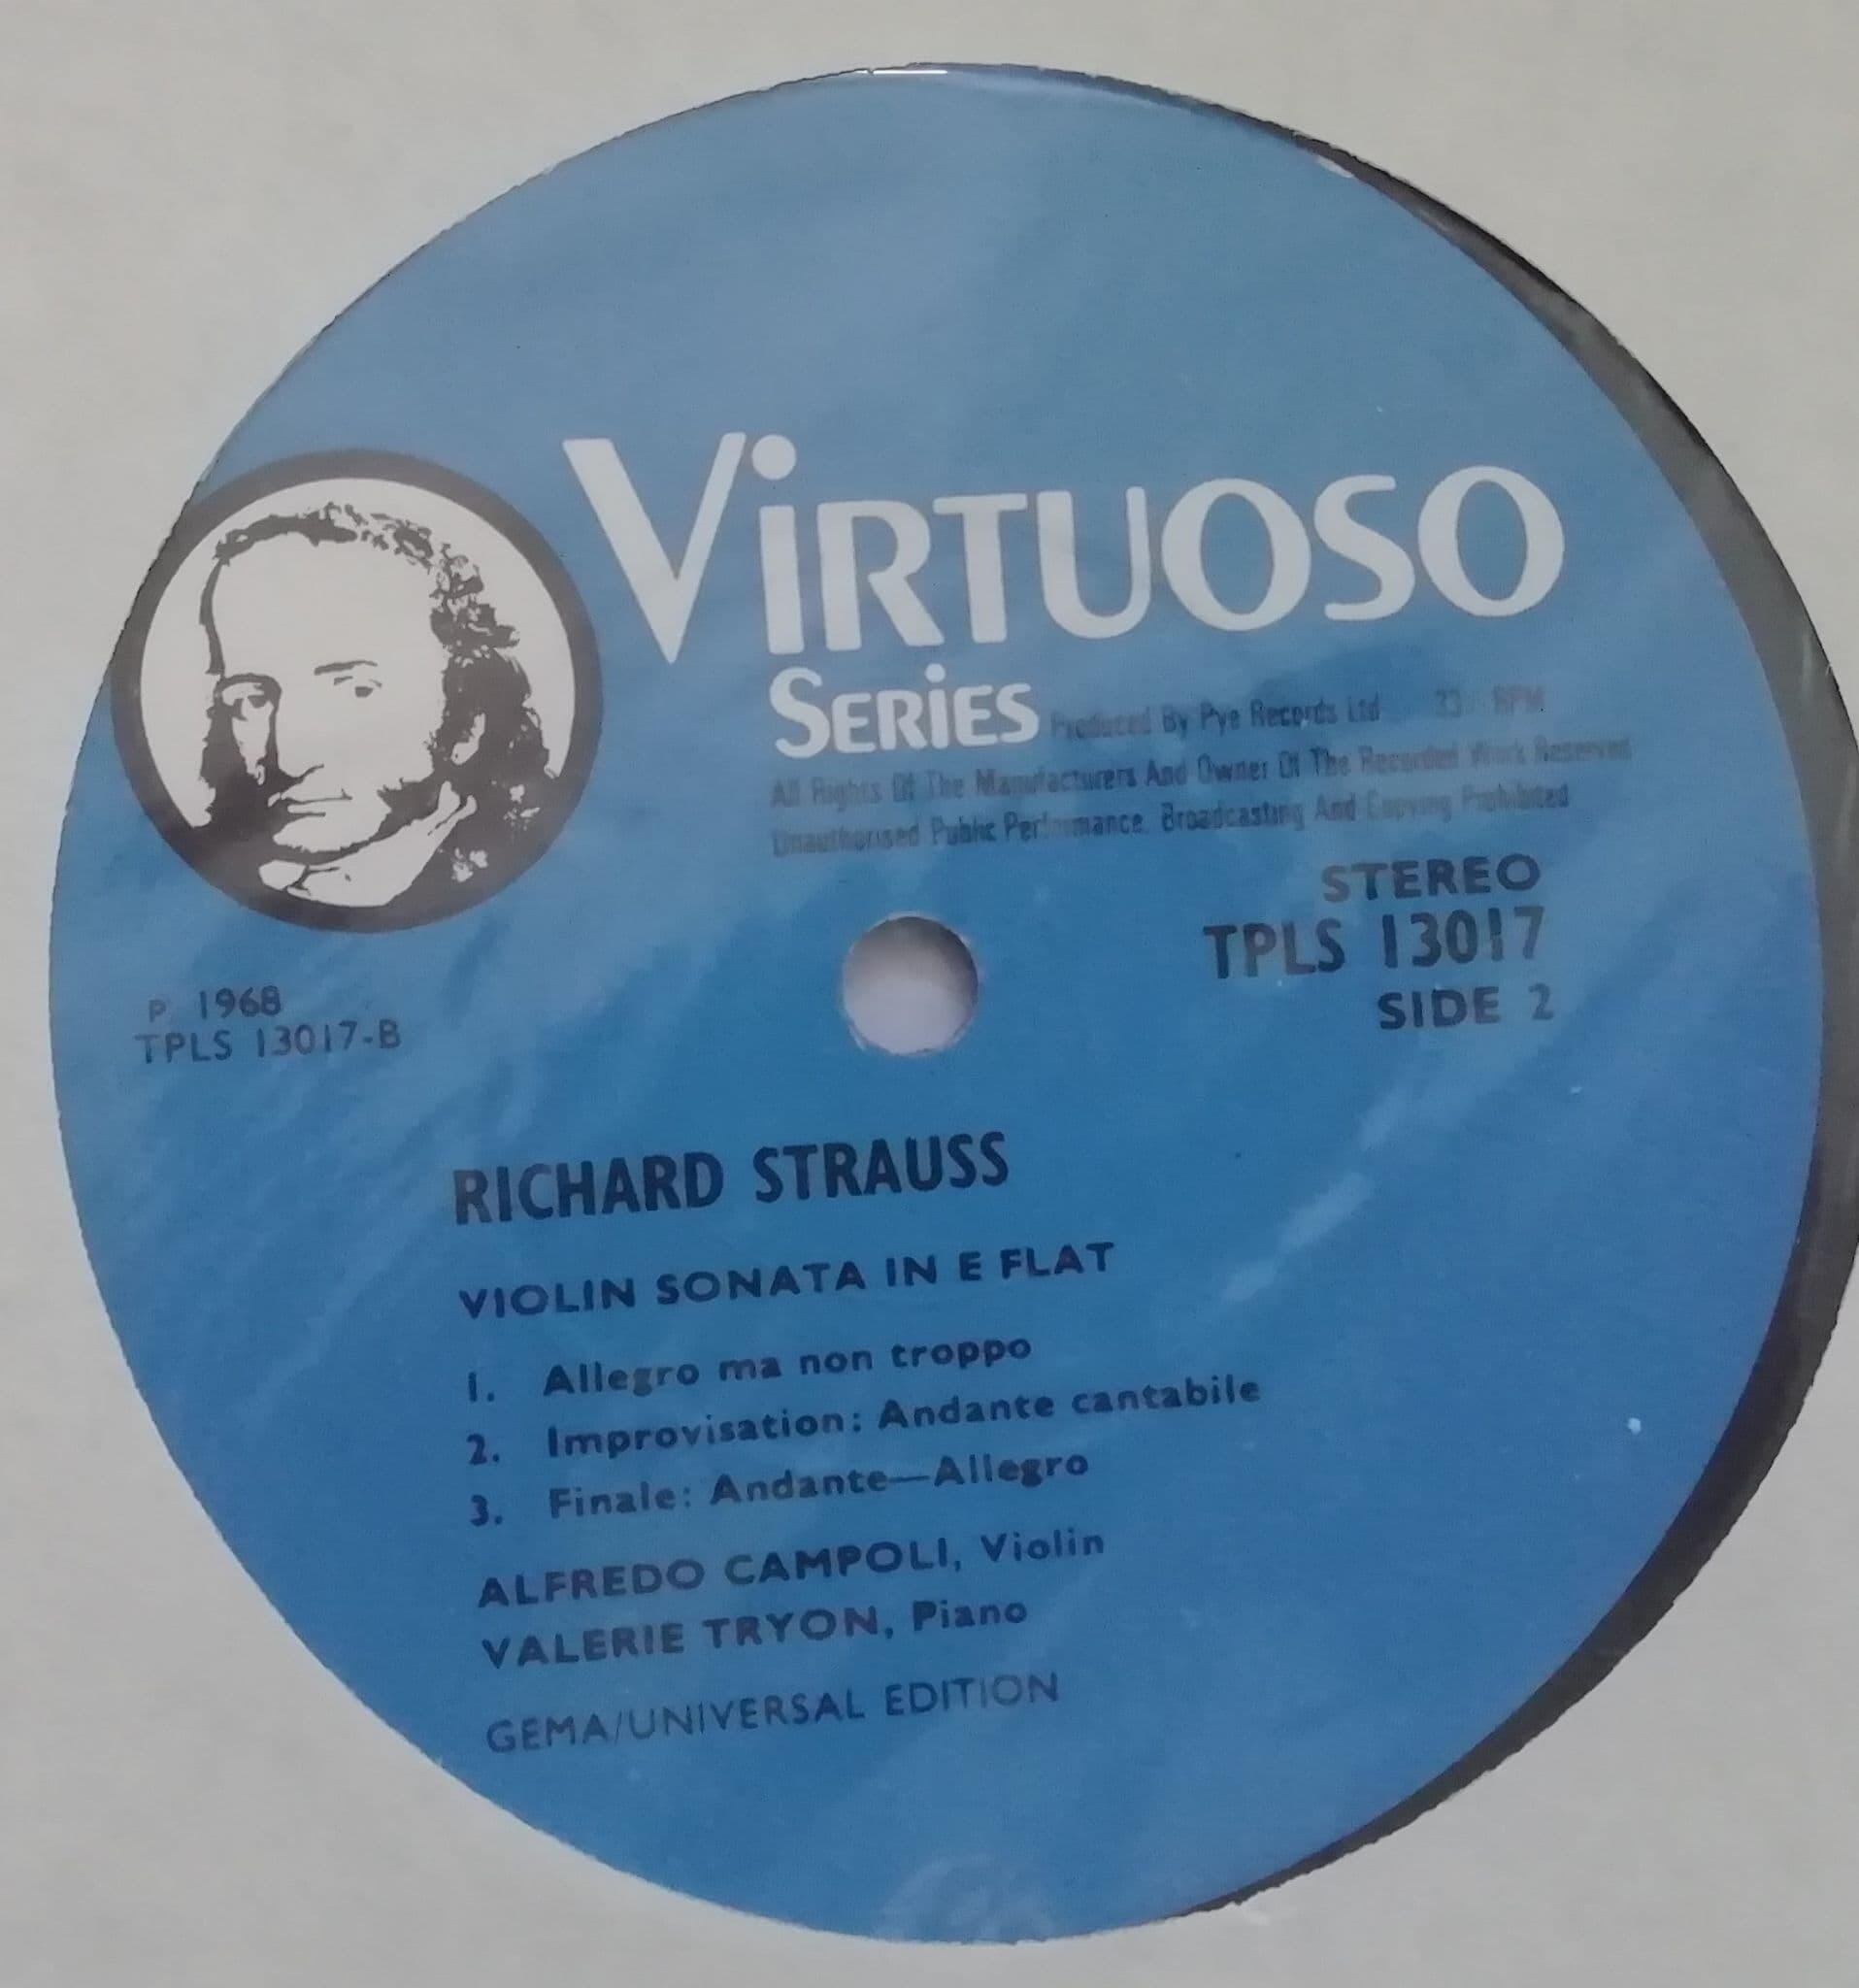 VIRTUOSO
SERIES
Produced By Pye Records Ltd 33 RPM
All Rights Of The Manufacturers And Owner Of The Recorded Work Reserved
Unauthorised Public Performance, Broadcasting And Copying Prohibited
STEREO
TPLS 13017
SIDE 2
P 1968
TPLS 13017-B
RICHARD STRAUSS
VIOLIN SONATA IN E FLAT
1. Allegro ma non troppo
2. Improvisation: Andante cantabile
3. Finale: Andante—Allegro
ALFREDO CAMPOLI, Violin
VALERIE TRYON, Piano
GEMA/UNIVERSAL EDITION